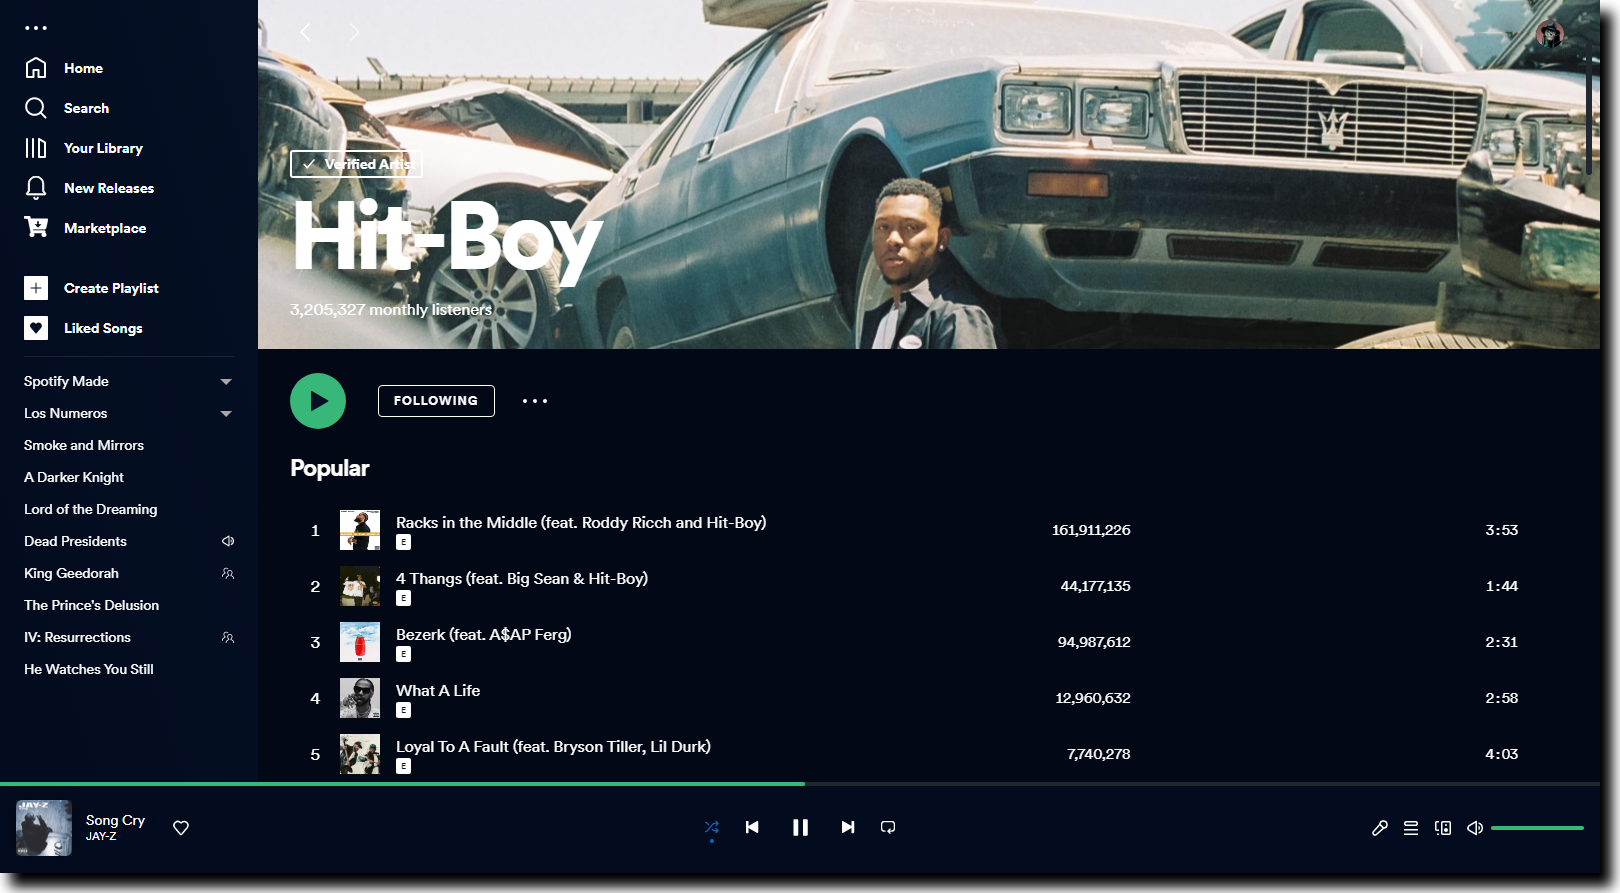 Home
Search
Your Library
New Releases
Marketplace
Create Playlist
Liked Songs
Spotify Made
Los Numeros
Smoke and Mirrors
A Darker Knight
Lord of the Dreaming
Dead Presidents
King Geedorah
The Prince's Delusion
IV: Resurrections
He Watches You Still
Verified Artist
Hit-Boy
3,205,327 monthly listeners
FOLLOWING
Popular
1 Racks in the Middle (feat. Roddy Ricch and Hit-Boy) 161,911,226 3:53
E
2 4 Thangs (feat. Big Sean & Hit-Boy) 44,177,135 1:44
E
3 Bezerk (feat. A$AP Ferg) 94,987,612 2:31
E
4 What A Life 12,960,632 2:58
E
5 Loyal To A Fault (feat. Bryson Tiller, Lil Durk) 7,740,278 4:03
E
JAY-Z
Song Cry
JAY-Z